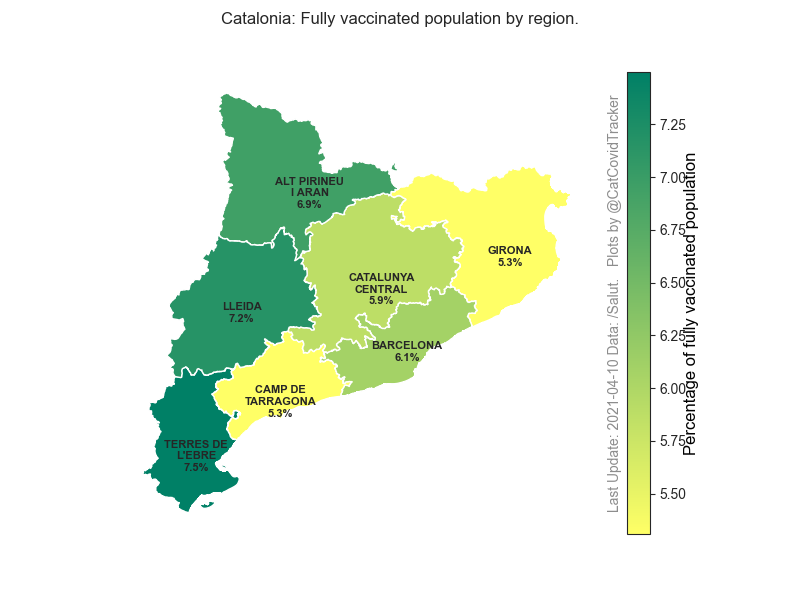 Catalonia: Fully vaccinated population by region.
ALT PIRINEU
I ARAN
6.9%
GIRONA
5.3%
CATALUNYA
CENTRAL
5.9%
LLEIDA
7.2%
BARCELONA
6.1%
CAMP DE
TARRAGONA
5.3%
TERRES DE
L'EBRE
7.5%
Last Update: 2021-04-10 Data: /Salut.   Plots by @CatCovidTracker
7.25
7.00
6.75
6.50
6.25
6.00
5.75
5.50
Percentage of fully vaccinated population